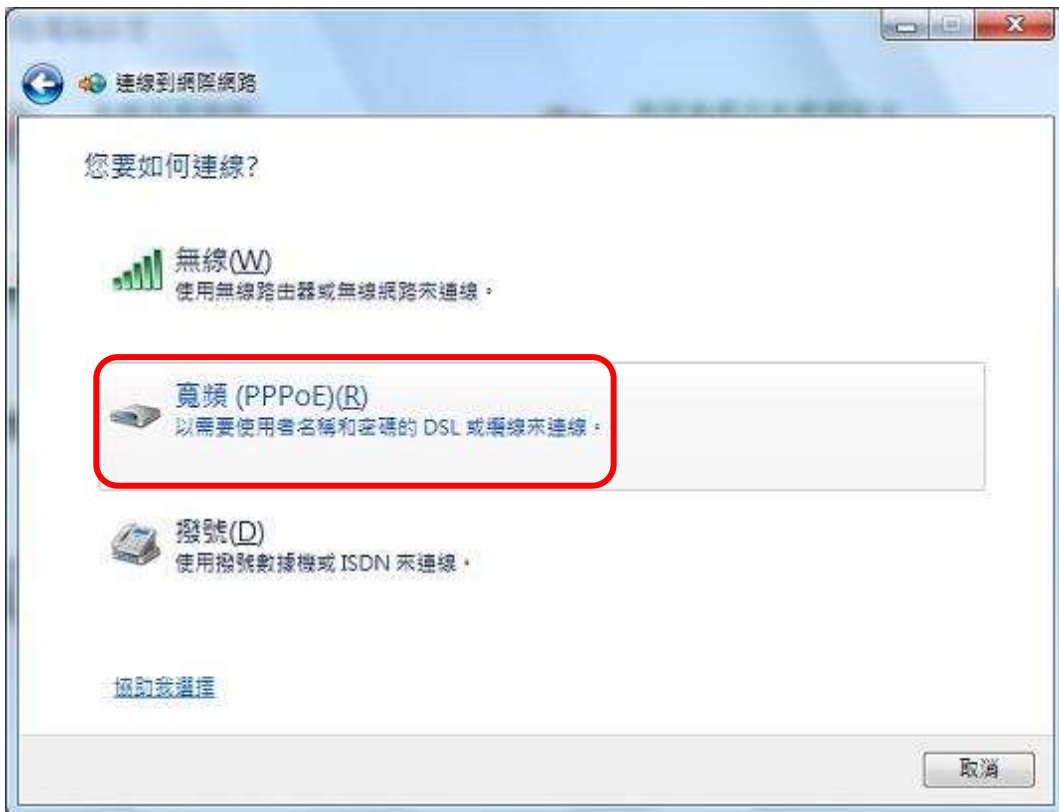 連線到網際網路
您要如何連線?
無線(W)
使用無線路由器或無線網路來連線。
寬頻 (PPPoE)(R)
以需要使用者名稱和密碼的 DSL 或纜線來連線。
撥號(D)
使用撥號數據機或 ISDN 來連線。
協助我選擇
取消